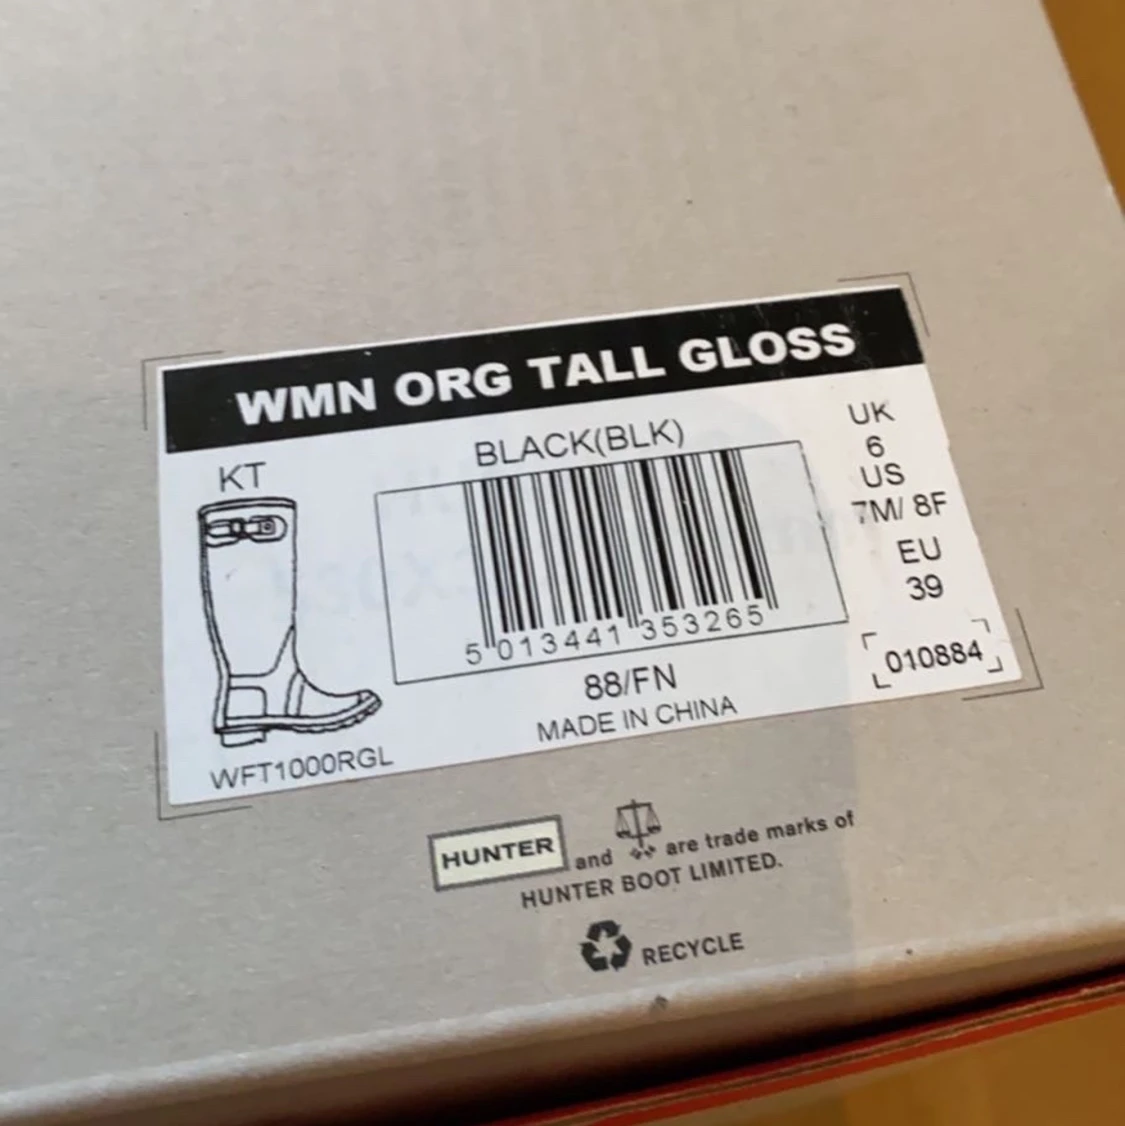 WMN ORG TALL GLOSS
KT
BLACK(BLK)
UK
6
US
7M/ 8F
EU
39
5 013441 353265
88/FN
MADE IN CHINA
010884
WFT1000RGL
HUNTER and are trade marks of
HUNTER BOOT LIMITED.
RECYCLE